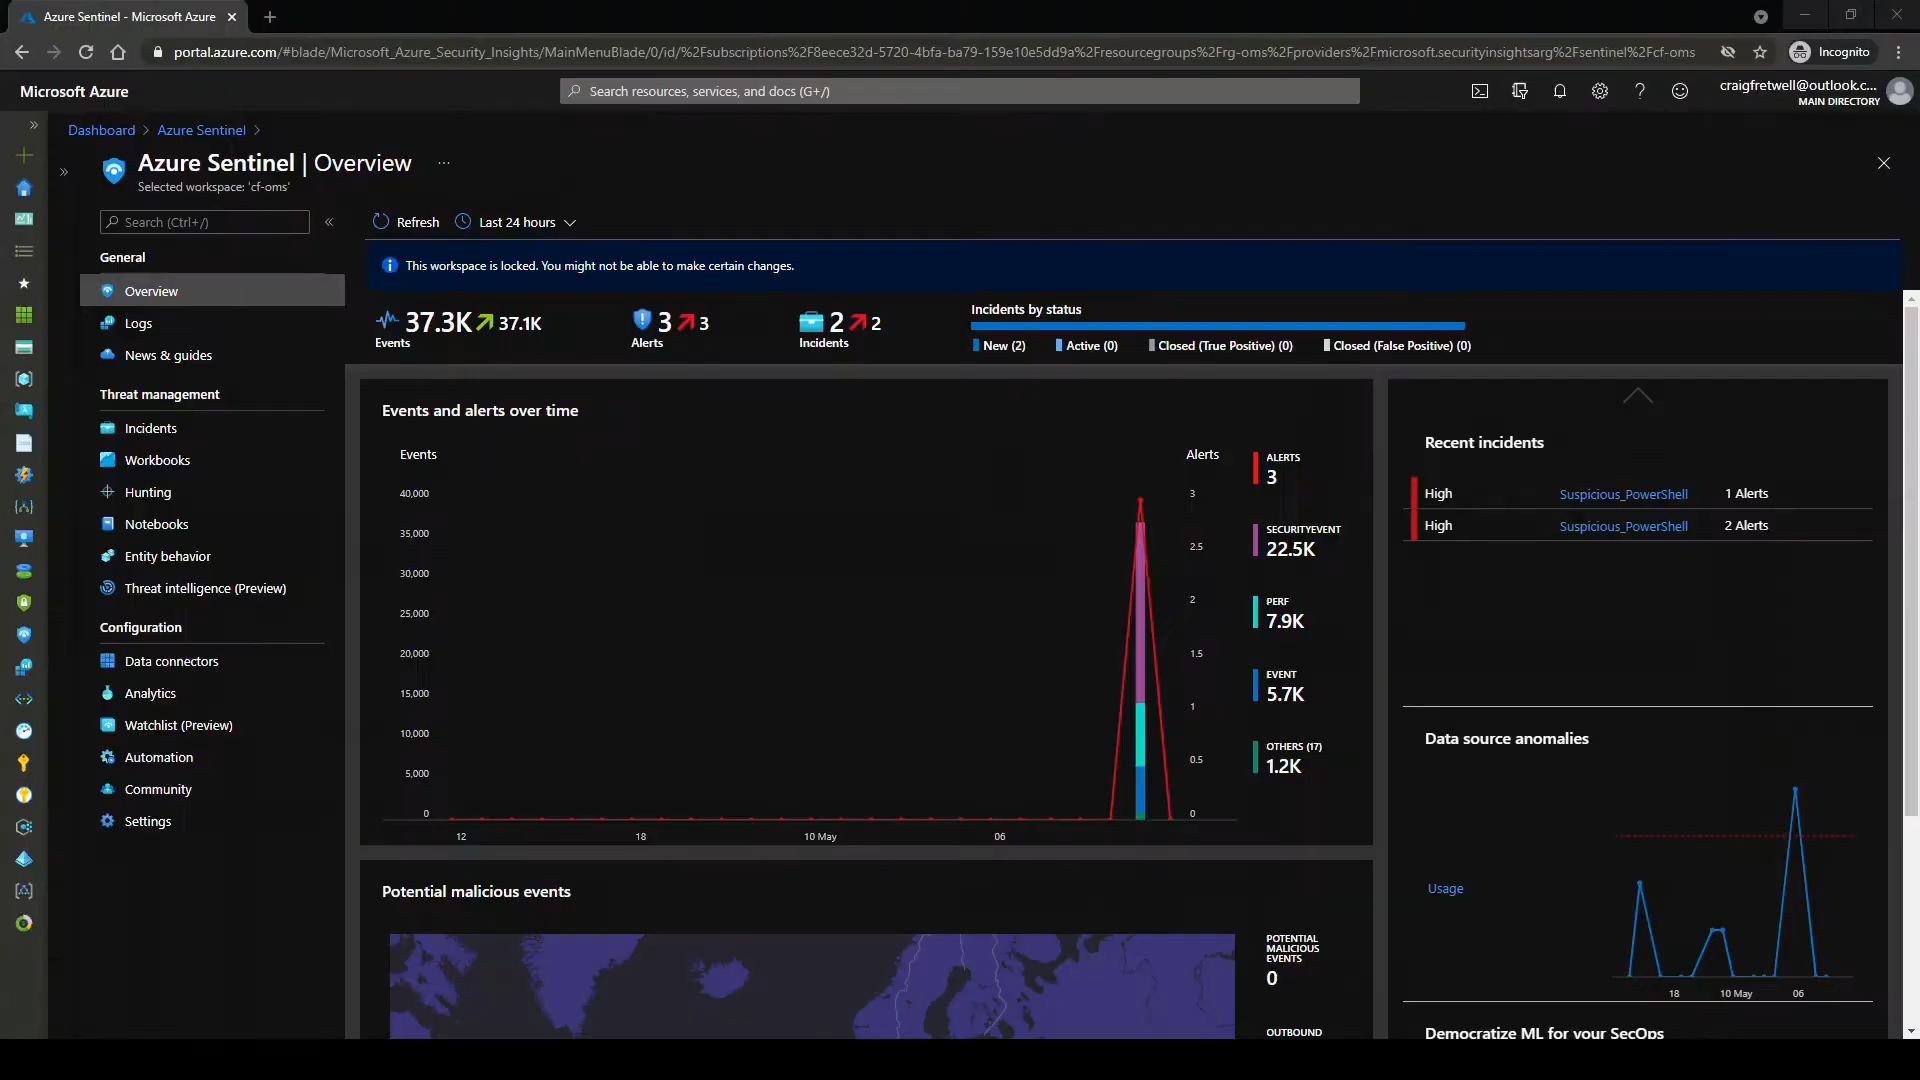 Azure Sentinel - Microsoft Azure
portal.azure.com/#blade/Microsoft_Azure_Security_Insights/MainMenuBlade/0/id/%2Fsubscriptions%2F8eece32d-5720-4bfa-ba79-159e10e5dd9a%2Fresourcegroups%2Frg-oms%2Fproviders%2Fmicrosoft.securityinsightsarg%2Fsentinel%2Fcf-oms
Incognito
Microsoft Azure
Search resources, services, and docs (G+/)
craigfretwell@outlook.c...
MAIN DIRECTORY
Dashboard > Azure Sentinel >
Azure Sentinel | Overview ...
Selected workspace: 'cf-oms'
Search (Ctrl+/)
Refresh
Last 24 hours
General
Overview
Logs
News & guides
Threat management
Incidents
Workbooks
Hunting
Notebooks
Entity behavior
Threat intelligence (Preview)
Configuration
Data connectors
Analytics
Watchlist (Preview)
Automation
Community
Settings
This workspace is locked. You might not be able to make certain changes.
37.3K 37.1K
Events
3 3
Alerts
2 2
Incidents
Incidents by status
New (2) Active (0) Closed (True Positive) (0) Closed (False Positive) (0)
Events and alerts over time
Events
Alerts
40,000
35,000
30,000
25,000
20,000
15,000
10,000
5,000
0
3
2.5
2
1.5
1
0.5
0
12 18 10 May 06
ALERTS
3
SECURITYEVENT
22.5K
PERF
7.9K
EVENT
5.7K
OTHERS (17)
1.2K
Potential malicious events
POTENTIAL
MALICIOUS
EVENTS
0
OUTBOUND
Recent incidents
High Suspicious_PowerShell 1 Alerts
High Suspicious_PowerShell 2 Alerts
Data source anomalies
Usage
18 10 May 06
Democratize ML for your SecOps